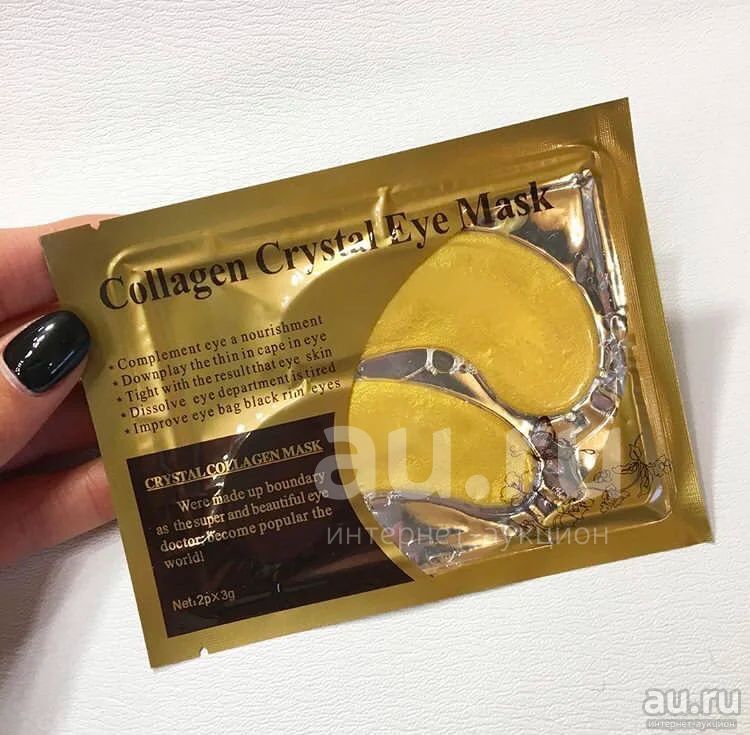 Collagen Crystal Eye Mask
* Complement eye a nourishment
* Downplay the thin in cape in eye
* Tight with the result that eye skin
* Dissolve eye department is tired
* Improve eye bag black rim eyes
CRYSTAL COLLAGEN MASK
Were made up boundary
as the super and beautiful eye
doctor, become popular the
world!
Net:2p×3g
au.ru
интернет-аукцион
au.ru
интернет-аукцион